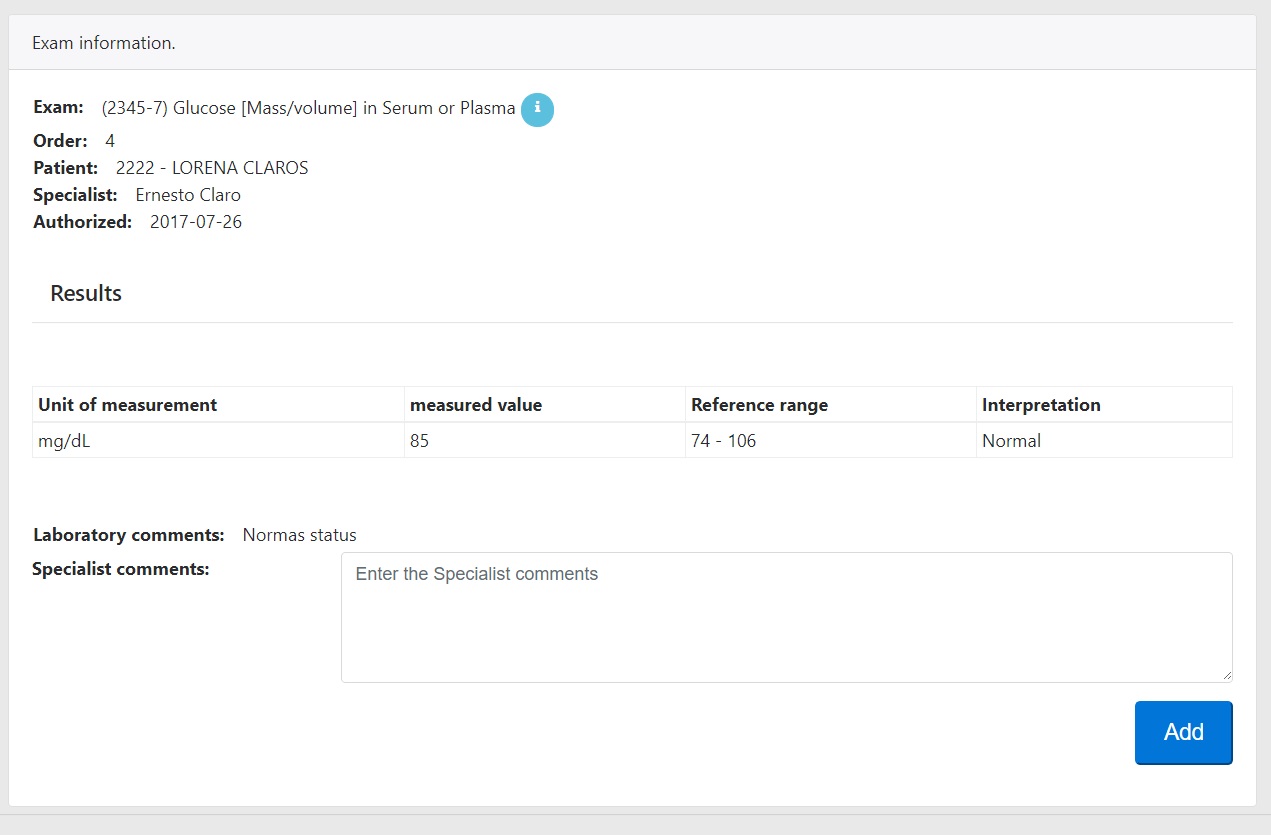 Exam information.
Exam: (2345-7) Glucose [Mass/volume] in Serum or Plasma i
Order: 4
Patient: 2222 - LORENA CLAROS
Specialist: Ernesto Claro
Authorized: 2017-07-26
Results
Unit of measurement measured value Reference range Interpretation
mg/dL 85 74 - 106 Normal
Laboratory comments: Normas status
Specialist comments: Enter the Specialist comments
Add